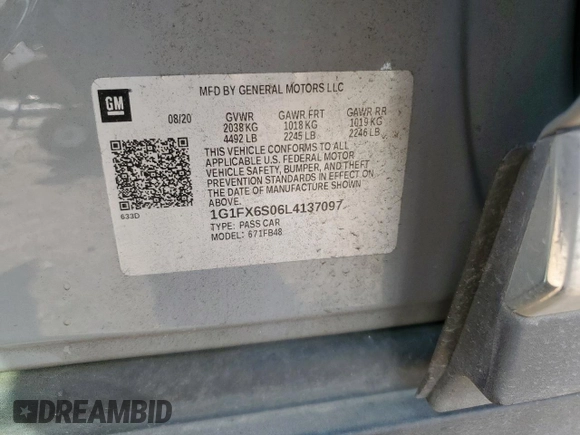 GM
MFD BY GENERAL MOTORS LLC
08/20 GVWR GAWR FRT GAWR RR
2038 KG 1018 KG 1019 KG
4492 LB 2245 LB 2246 LB
THIS VEHICLE CONFORMS TO ALL
APPLICABLE U.S. FEDERAL MOTOR
VEHICLE SAFETY, BUMPER, AND THEFT
PREVENTION STANDARDS IN EFFECT ON
THE DATE OF MANUFACTURE SHOWN
ABOVE.
633D
1G1FX6S06L4137097
TYPE: PASS CAR
MODEL: 671FB48
DREAMBID